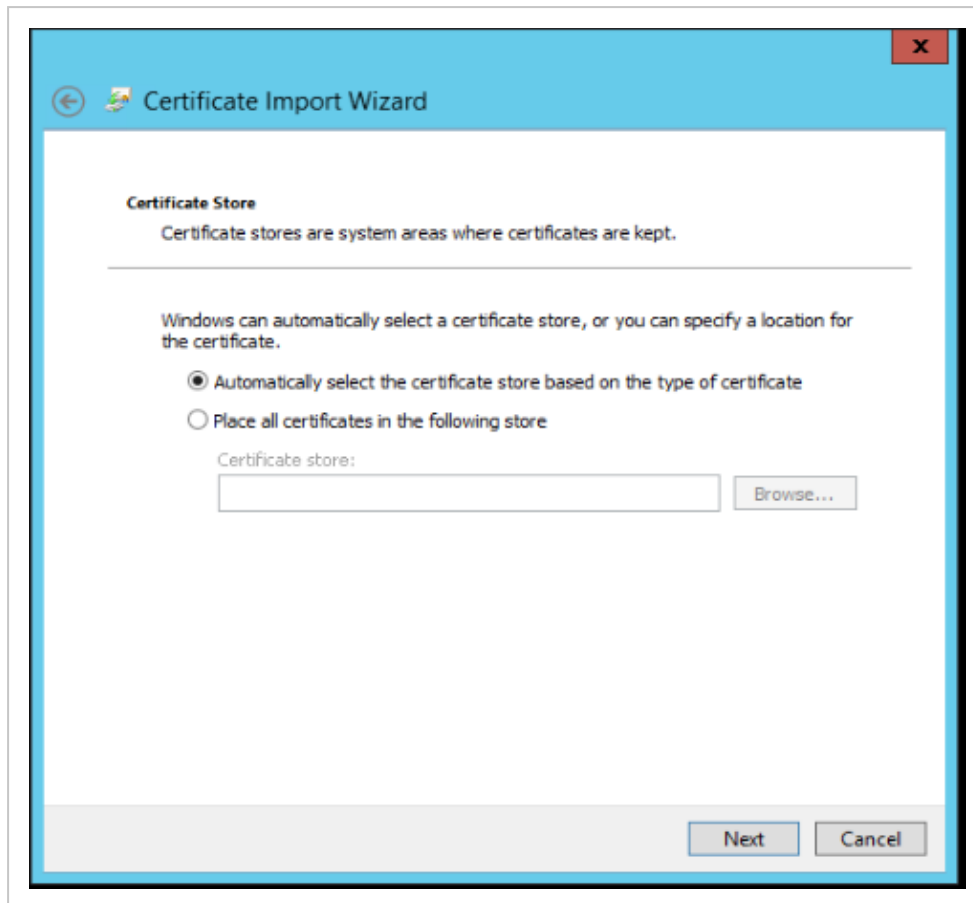 x
Certificate Import Wizard
Certificate Store
Certificate stores are system areas where certificates are kept.
Windows can automatically select a certificate store, or you can specify a location for
the certificate.
Automatically select the certificate store based on the type of certificate
Place all certificates in the following store
Certificate store:
Browse...
Next Cancel